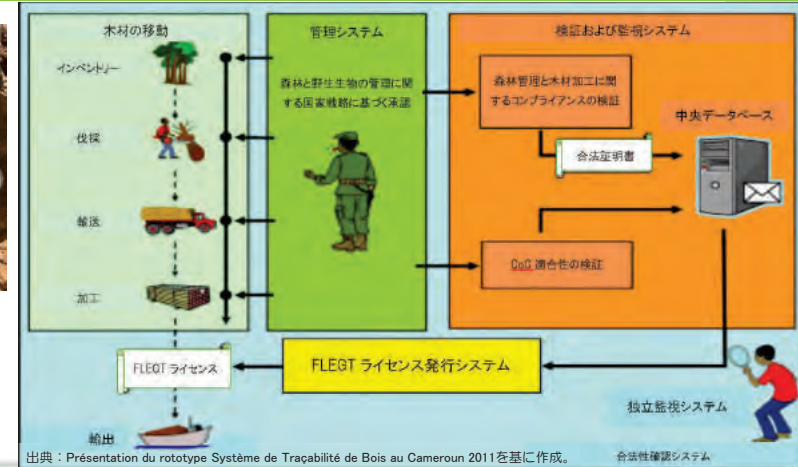 木材の移動
インベントリー
伐採
輸送
加工
FLEGT ライセンス
輸出
管理システム
森林と野生生物の管理に関
する国家戦略に基づく承認
検証および監視システム
森林管理と木材加工に関
するコンプライアンスの検証
合法証明書
中央データベース
CoC 適合性の検証
FLEGT ライセンス発行システム
独立監視システム
合法性確認システム
出典：Présentation du rototype Système de Traçabilité de Bois au Cameroun 2011を基に作成。